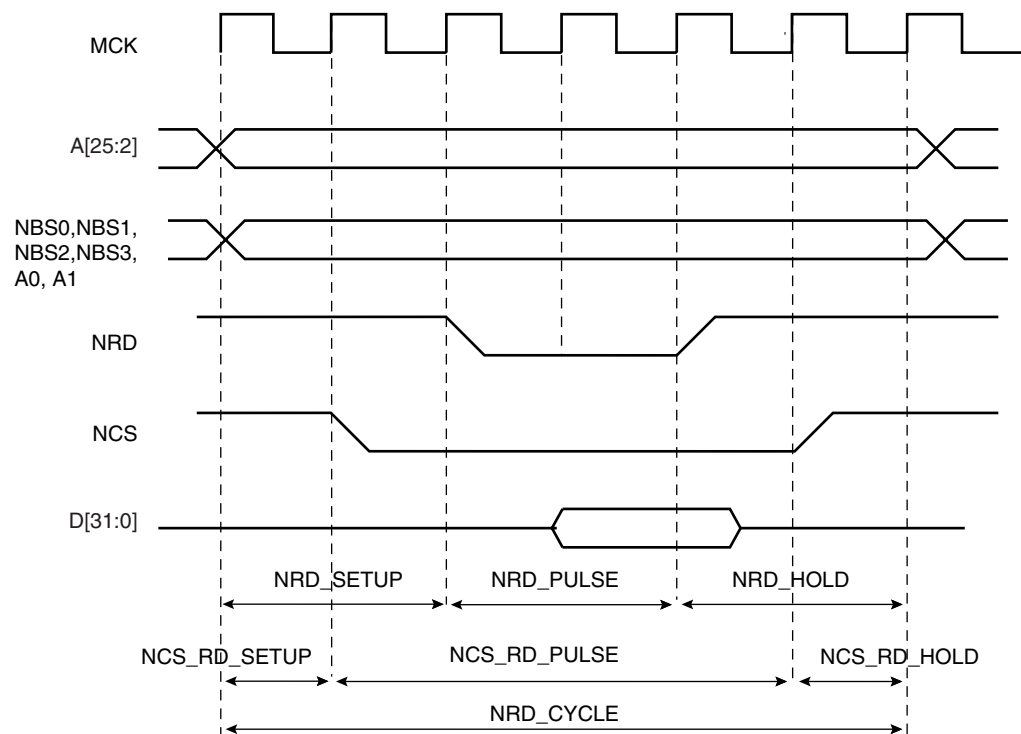 MCK
A[25:2]
NBS0,NBS1,
NBS2,NBS3,
A0, A1
NRD
NCS
D[31:0]
NRD_SETUP NRD_PULSE NRD_HOLD
NCS_RD_SETUP NCS_RD_PULSE NCS_RD_HOLD
NRD_CYCLE